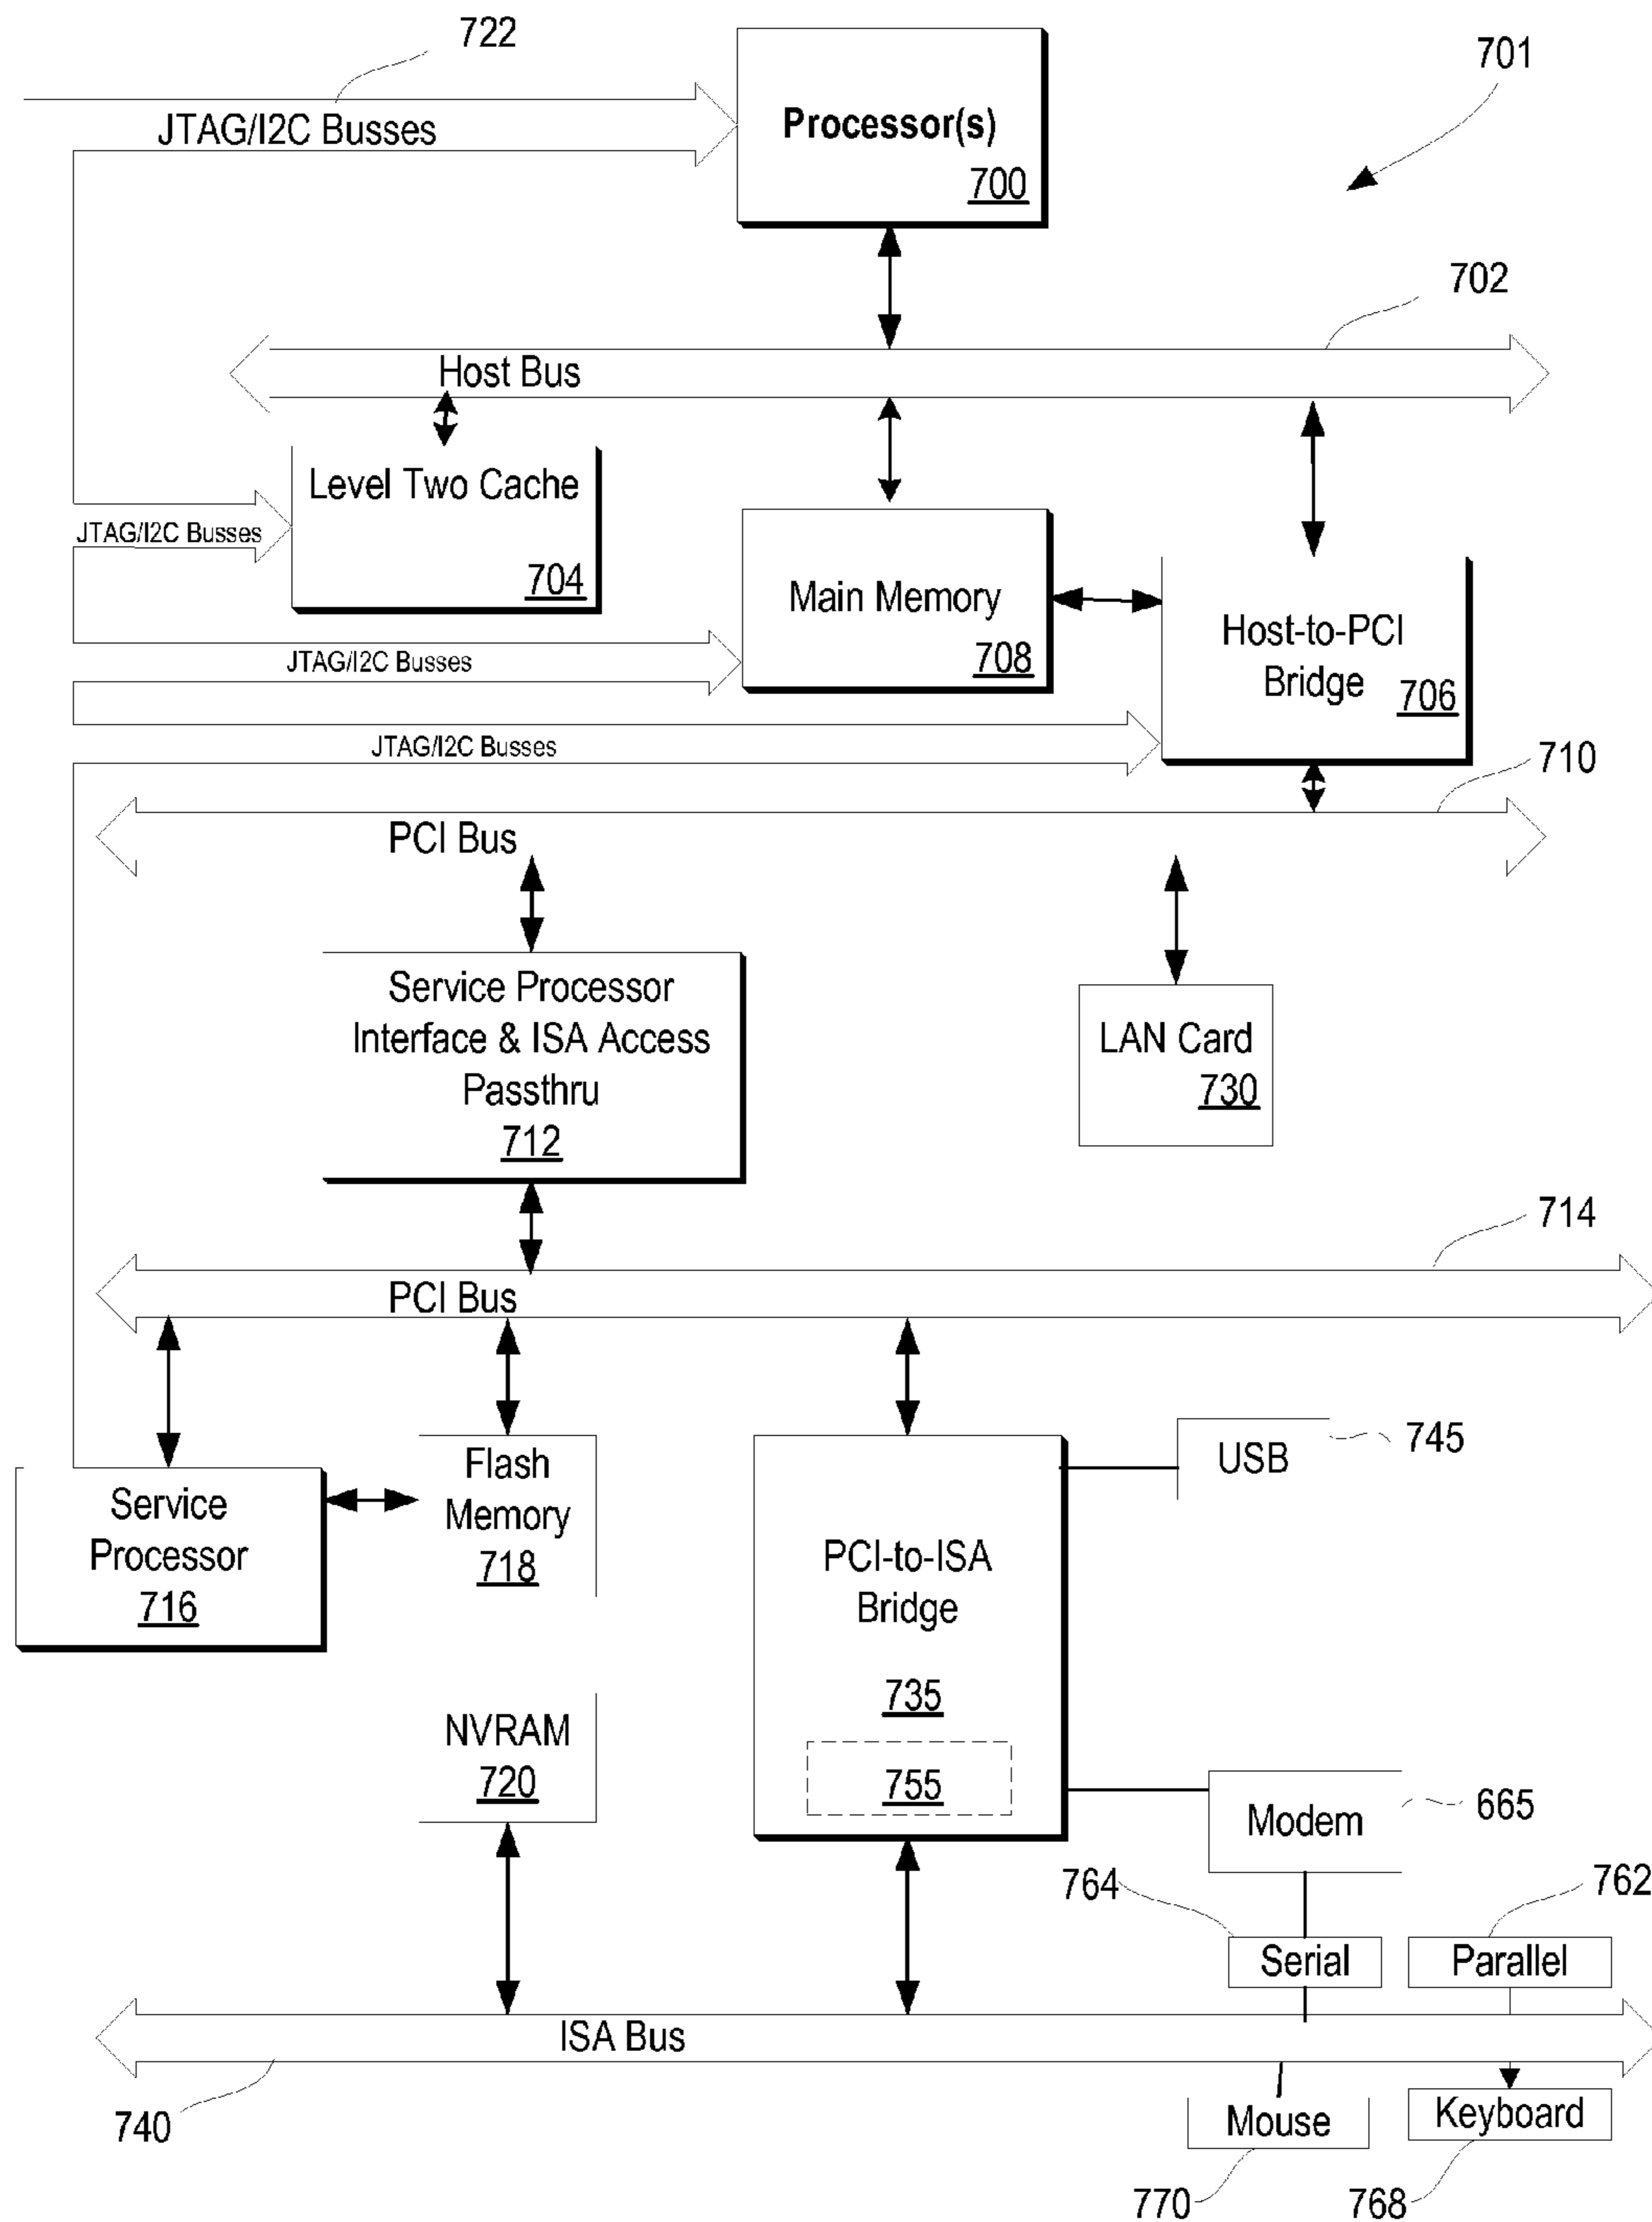 722
701
JTAG/I2C Busses
Processor(s)
700
702
Host Bus
Level Two Cache
704
JTAG/I2C Busses
Main Memory
708
Host-to-PCI
Bridge
706
JTAG/I2C Busses
JTAG/I2C Busses
710
PCI Bus
Service Processor
Interface & ISA Access
Passthru
712
LAN Card
730
714
PCI Bus
Service
Processor
716
Flash
Memory
718
USB
745
PCI-to-ISA
Bridge
735
755
NVRAM
720
Modem
665
764
762
Serial
Parallel
ISA Bus
740
Mouse
Keyboard
770
768